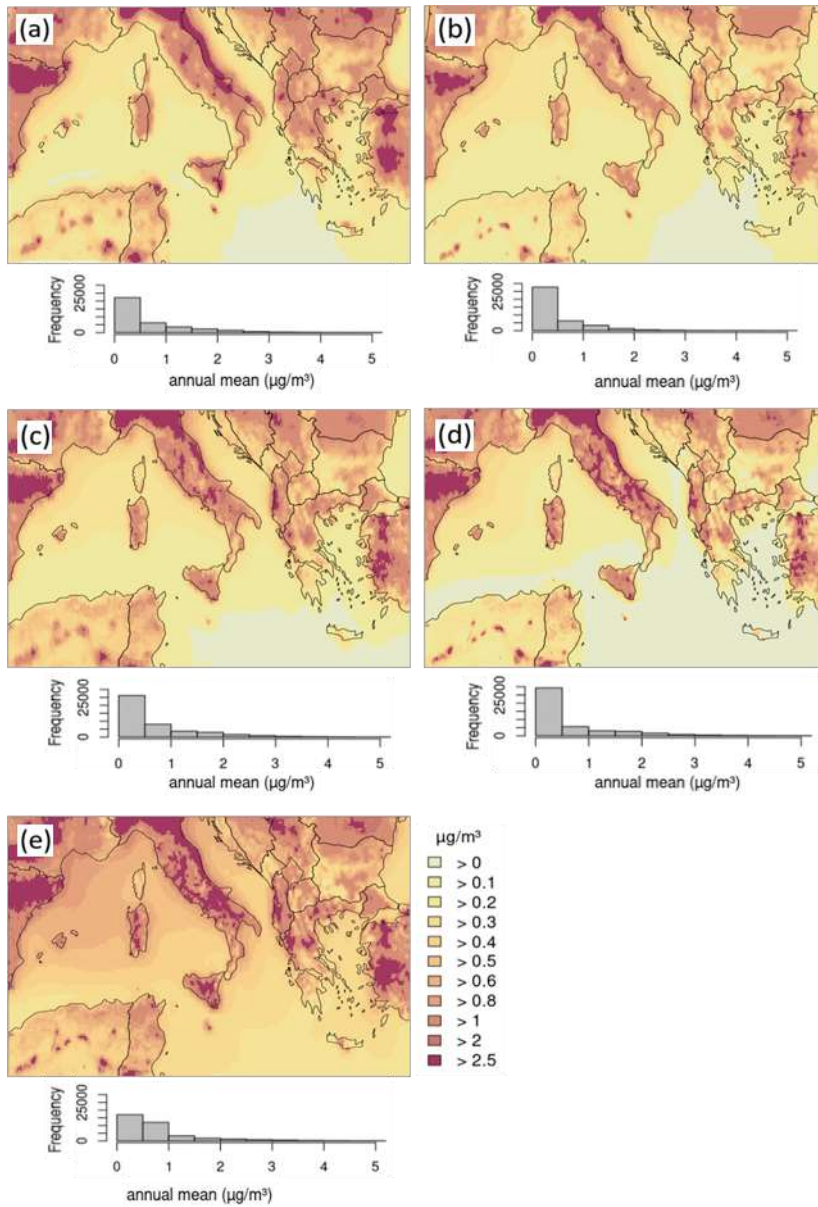 (a)
(b)
Frequency
0 25000
0 1 2 3 4 5
annual mean (µg/m³)
Frequency
0 25000
0 1 2 3 4 5
annual mean (µg/m³)
(c)
(d)
Frequency
0 25000
0 1 2 3 4 5
annual mean (µg/m³)
Frequency
0 25000
0 1 2 3 4 5
annual mean (µg/m³)
(e)
µg/m³
> 0
> 0.1
> 0.2
> 0.3
> 0.4
> 0.5
> 0.6
> 0.8
> 1
> 2
> 2.5
Frequency
0 25000
0 1 2 3 4 5
annual mean (µg/m³)